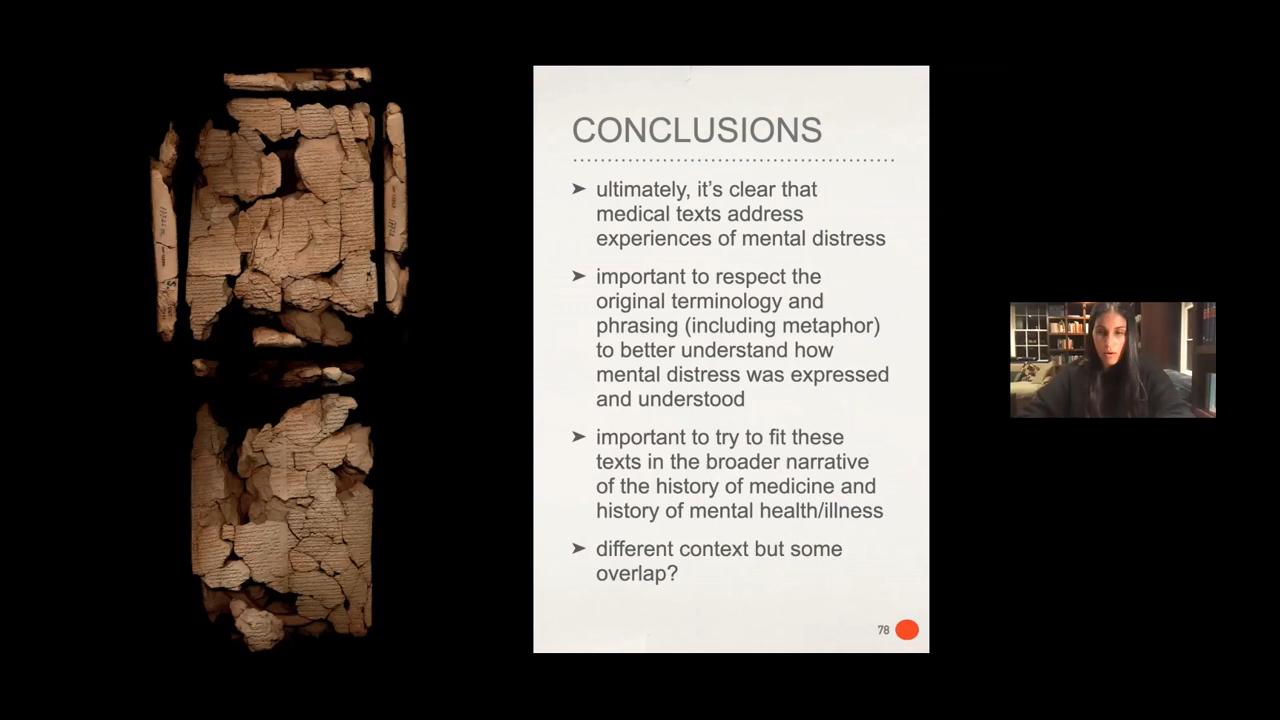 CONCLUSIONS
➤ ultimately, it's clear that
medical texts address
experiences of mental distress
➤ important to respect the
original terminology and
phrasing (including metaphor)
to better understand how
mental distress was expressed
and understood
➤ important to try to fit these
texts in the broader narrative
of the history of medicine and
history of mental health/illness
➤ different context but some
overlap?
78